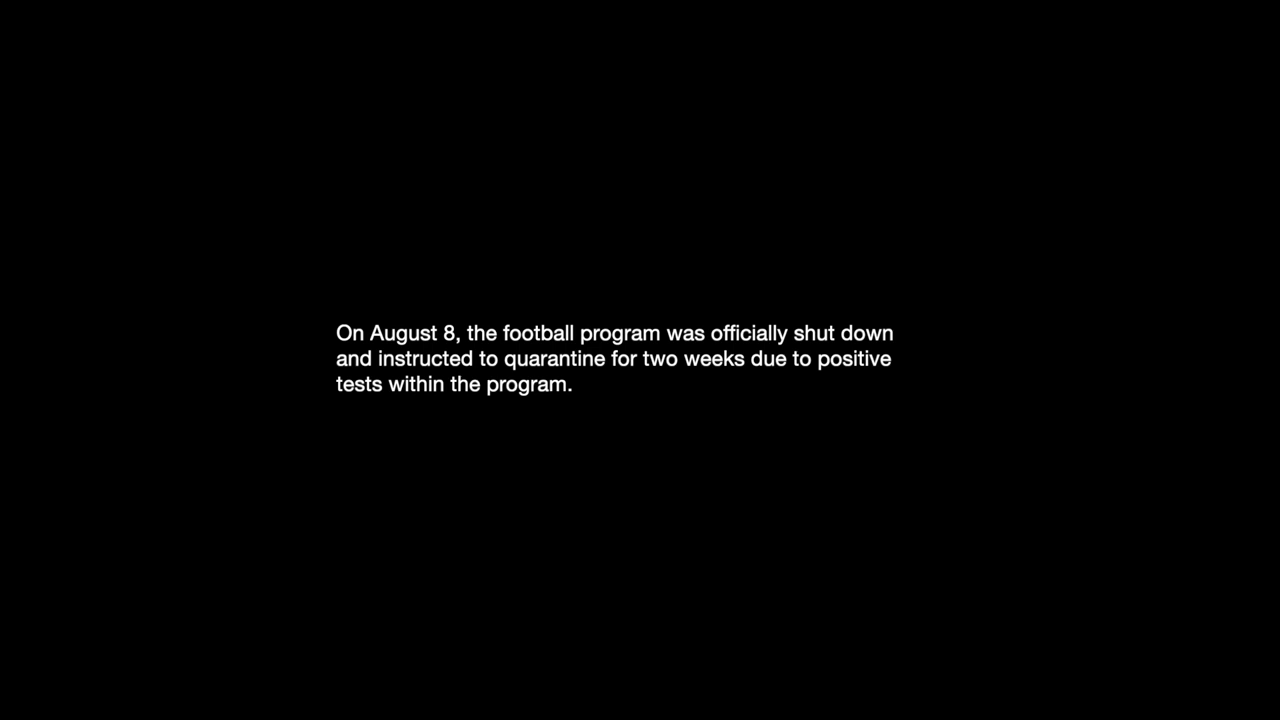 On August 8, the football program was officially shut down
and instructed to quarantine for two weeks due to positive
tests within the program.